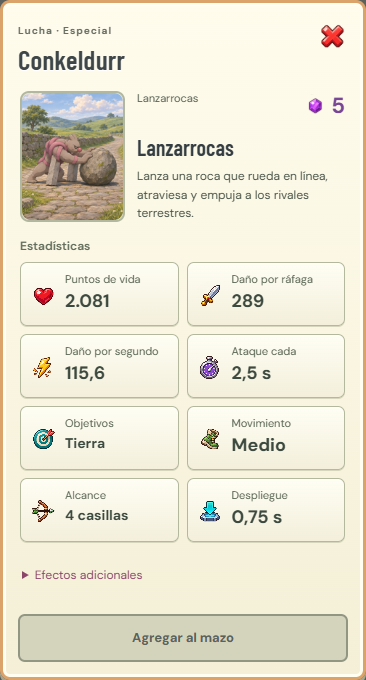 Lucha · Especial
Conkeldurr
Lanzarrocas
5
Lanzarrocas
Lanza una roca que rueda en línea,
atraviesa y empuja a los rivales
terrestres.
Estadísticas
Puntos de vida
2.081
Daño por ráfaga
289
Daño por segundo
115,6
Ataque cada
2,5 s
Objetivos
Tierra
Movimiento
Medio
Alcance
4 casillas
Despliegue
0,75 s
Efectos adicionales
Agregar al mazo